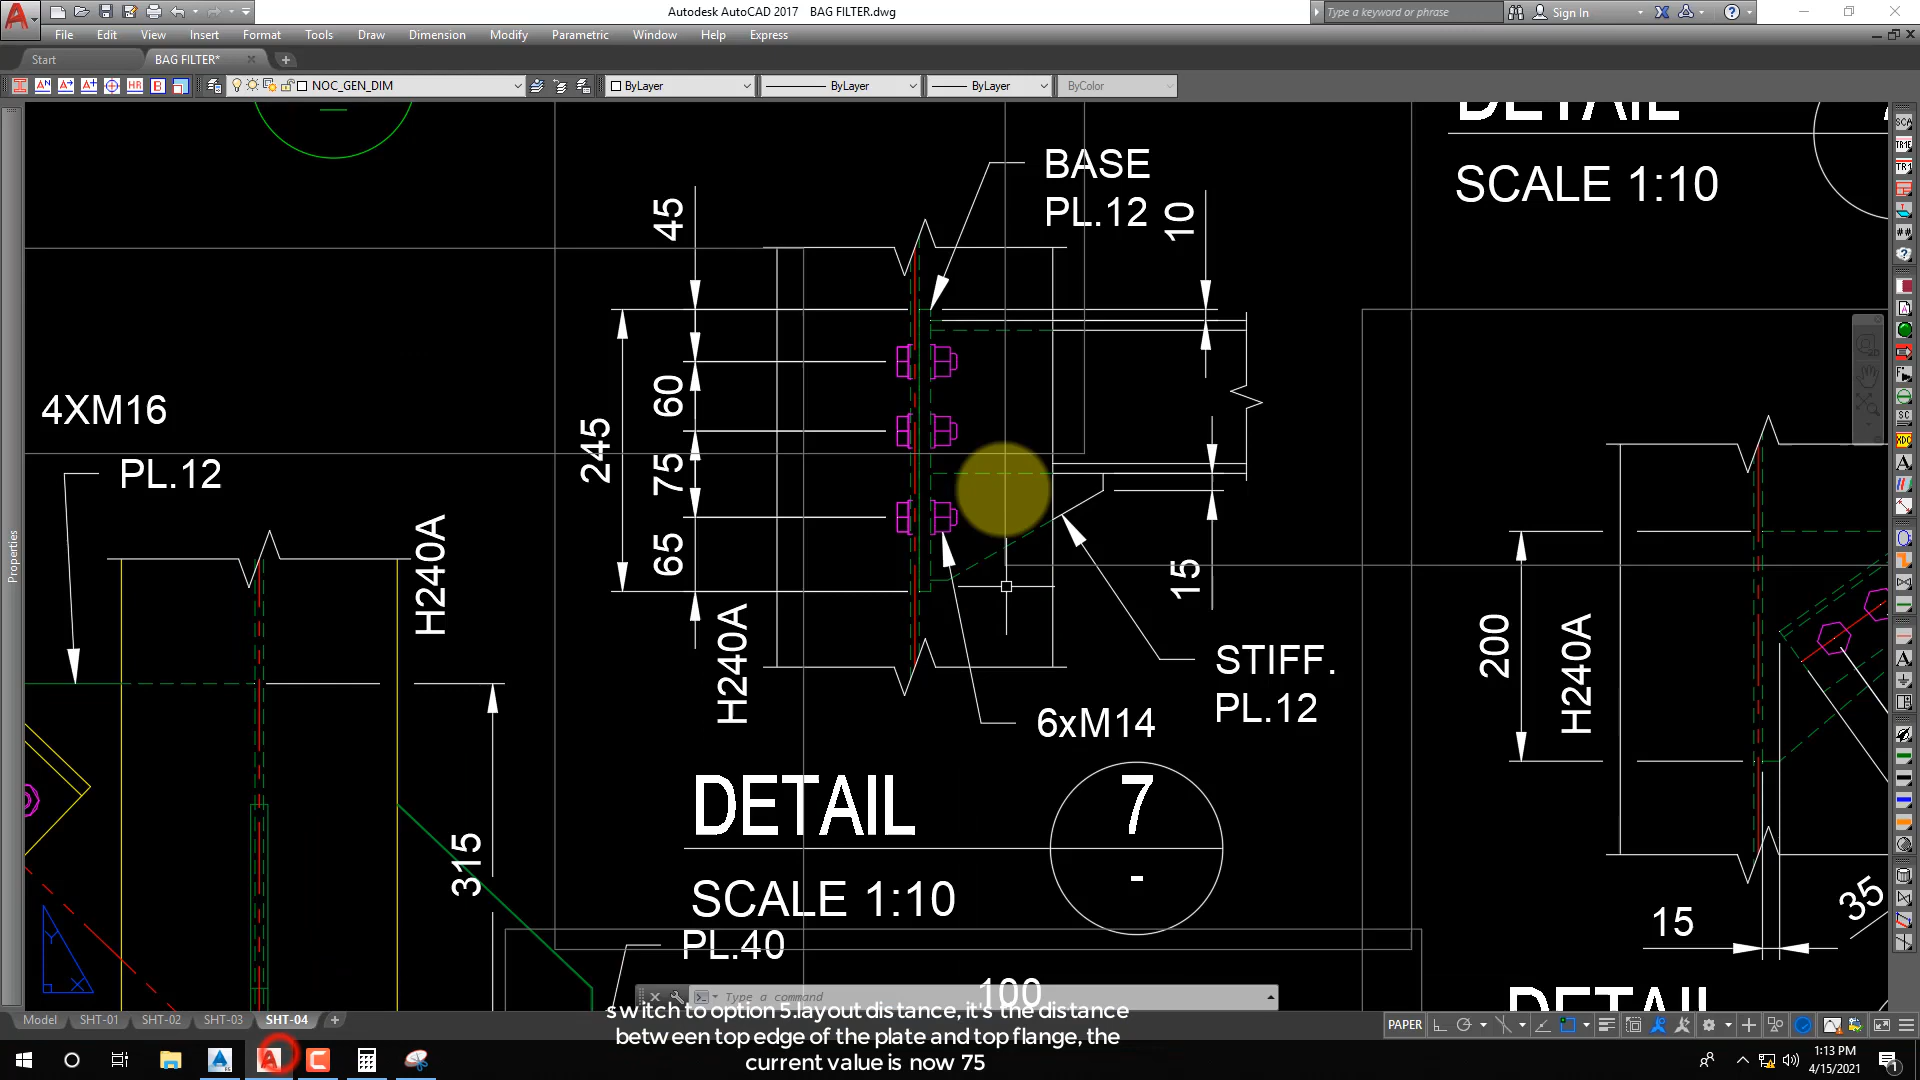 Autodesk AutoCAD 2017 BAG FILTER.dwg
Type a keyword or phrase
Sign In
File Edit View Insert Format Tools Draw Dimension Modify Parametric Window Help Express
Start
BAG FILTER*
NOC_GEN_DIM
ByLayer
ByLayer
ByLayer
ByColor
DETAIL
SCALE 1:10
BASE
PL.12
10
45
60
245
75
65
15
4XM16
PL.12
H240A
H240A
STIFF.
PL.12
6xM14
200
H240A
DETAIL
7
-
SCALE 1:10
315
PL.40
100
15
35
DETAIL
Properties
Y
X
Type a command
switch to option 5.layout distance, it's the distance
between top edge of the plate and top flange, the
current value is now 75
Model SHT-01 SHT-02 SHT-03 SHT-04
PAPER
1:13 PM
4/15/2021